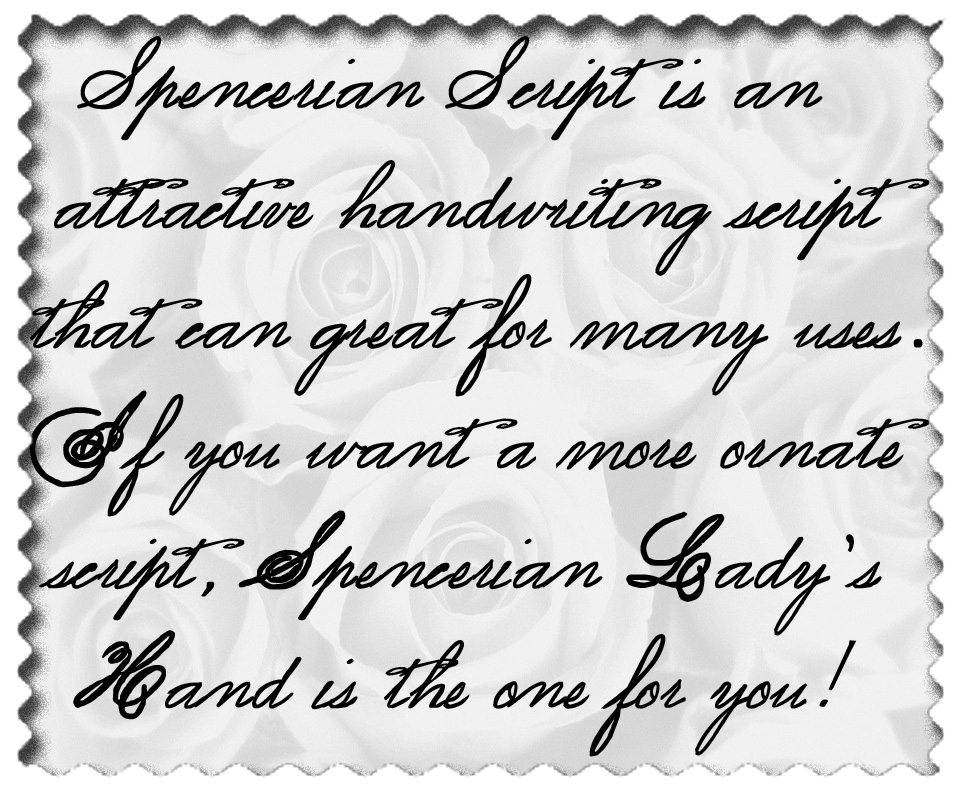 Spencerian Script is an
attractive handwriting script
that can great for many uses.
If you want a more ornate
script, Spencerian Lady's
Hand is the one for you!